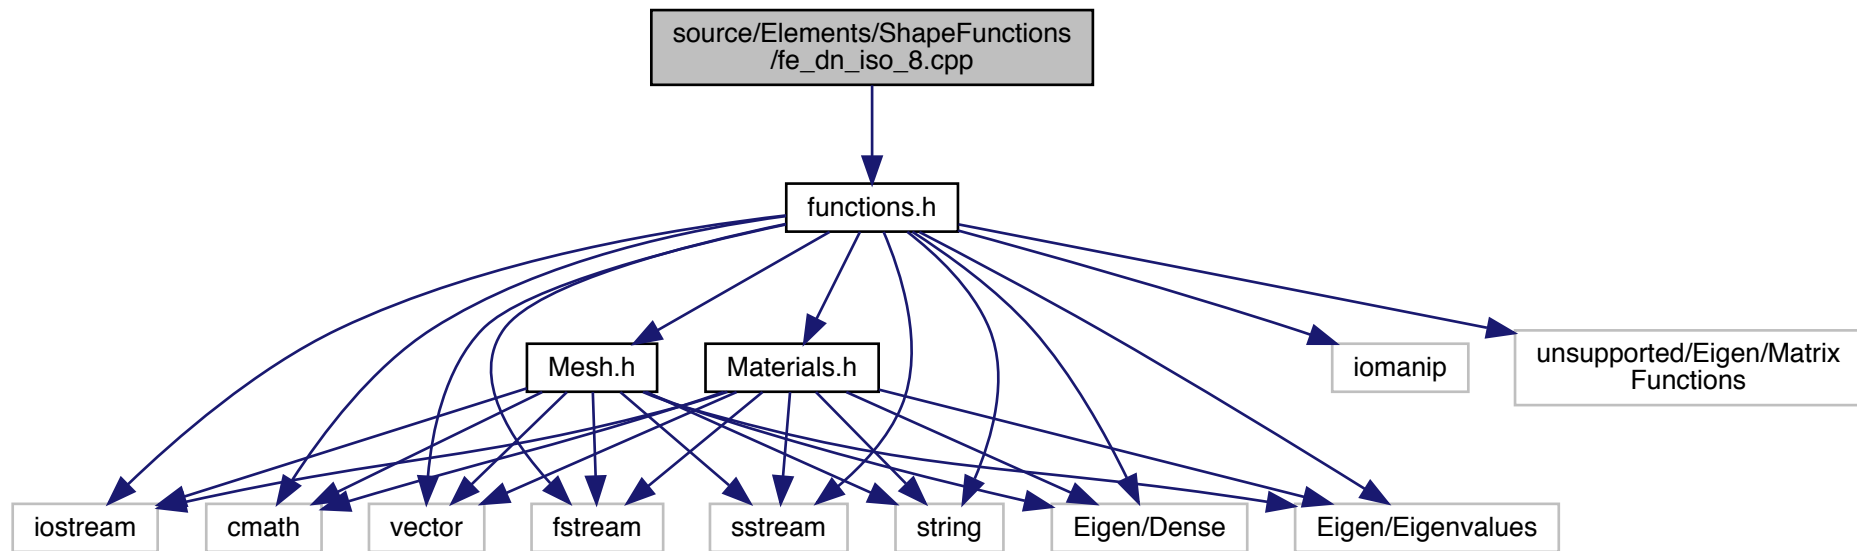 source/Elements/ShapeFunctions
/fe_dn_iso_8.cpp
functions.h
Mesh.h
Materials.h
iomanip
unsupported/Eigen/Matrix
Functions
iostream
cmath
vector
fstream
sstream
string
Eigen/Dense
Eigen/Eigenvalues